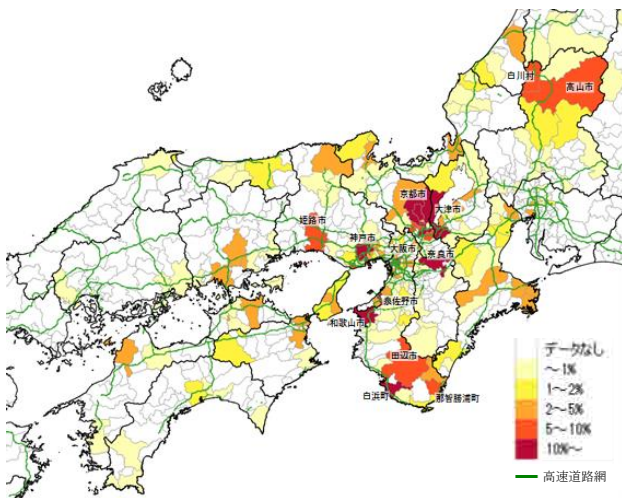 白川村
高山市
京都市
大津市
姫路市
神戸市
大阪市
奈良市
泉佐野市
和歌山市
田辺市
白浜町
那智勝浦町
データなし
～1%
1～2%
2～5%
5～10%
10%～
高速道路網